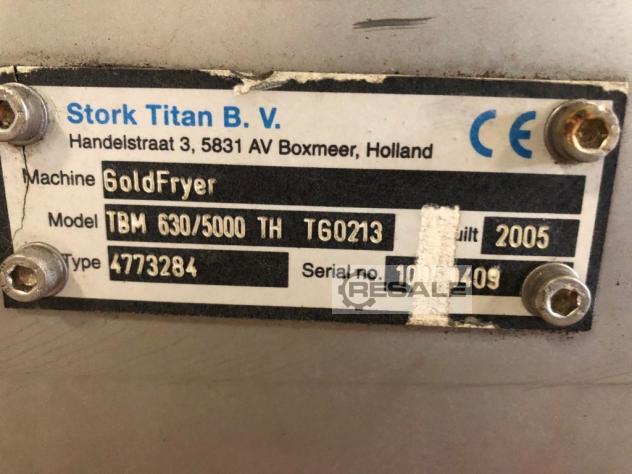 Stork Titan B. V.
Handelstraat 3, 5831 AV Boxmeer, Holland
CE
Machine GoldFryer
Model TBM 630/5000 TH TG0213 2005
Type 4773284 Serial no.
RESALE